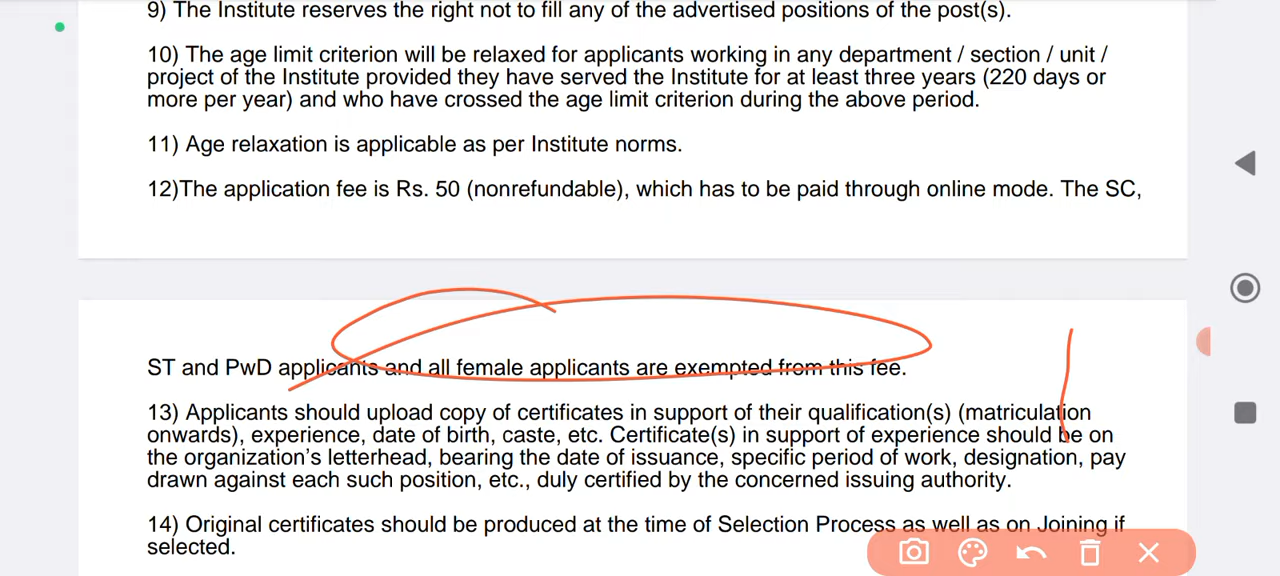 9) The Institute reserves the right not to fill any of the advertised positions of the post(s).
10) The age limit criterion will be relaxed for applicants working in any department / section / unit /
project of the Institute provided they have served the Institute for at least three years (220 days or
more per year) and who have crossed the age limit criterion during the above period.
11) Age relaxation is applicable as per Institute norms.
12)The application fee is Rs. 50 (nonrefundable), which has to be paid through online mode. The SC,
ST and PwD applicants and all female applicants are exempted from this fee.
13) Applicants should upload copy of certificates in support of their qualification(s) (matriculation
onwards), experience, date of birth, caste, etc. Certificate(s) in support of experience should be on
the organization's letterhead, bearing the date of issuance, specific period of work, designation, pay
drawn against each such position, etc., duly certified by the concerned issuing authority.
14) Original certificates should be produced at the time of Selection Process as well as on Joining if
selected.